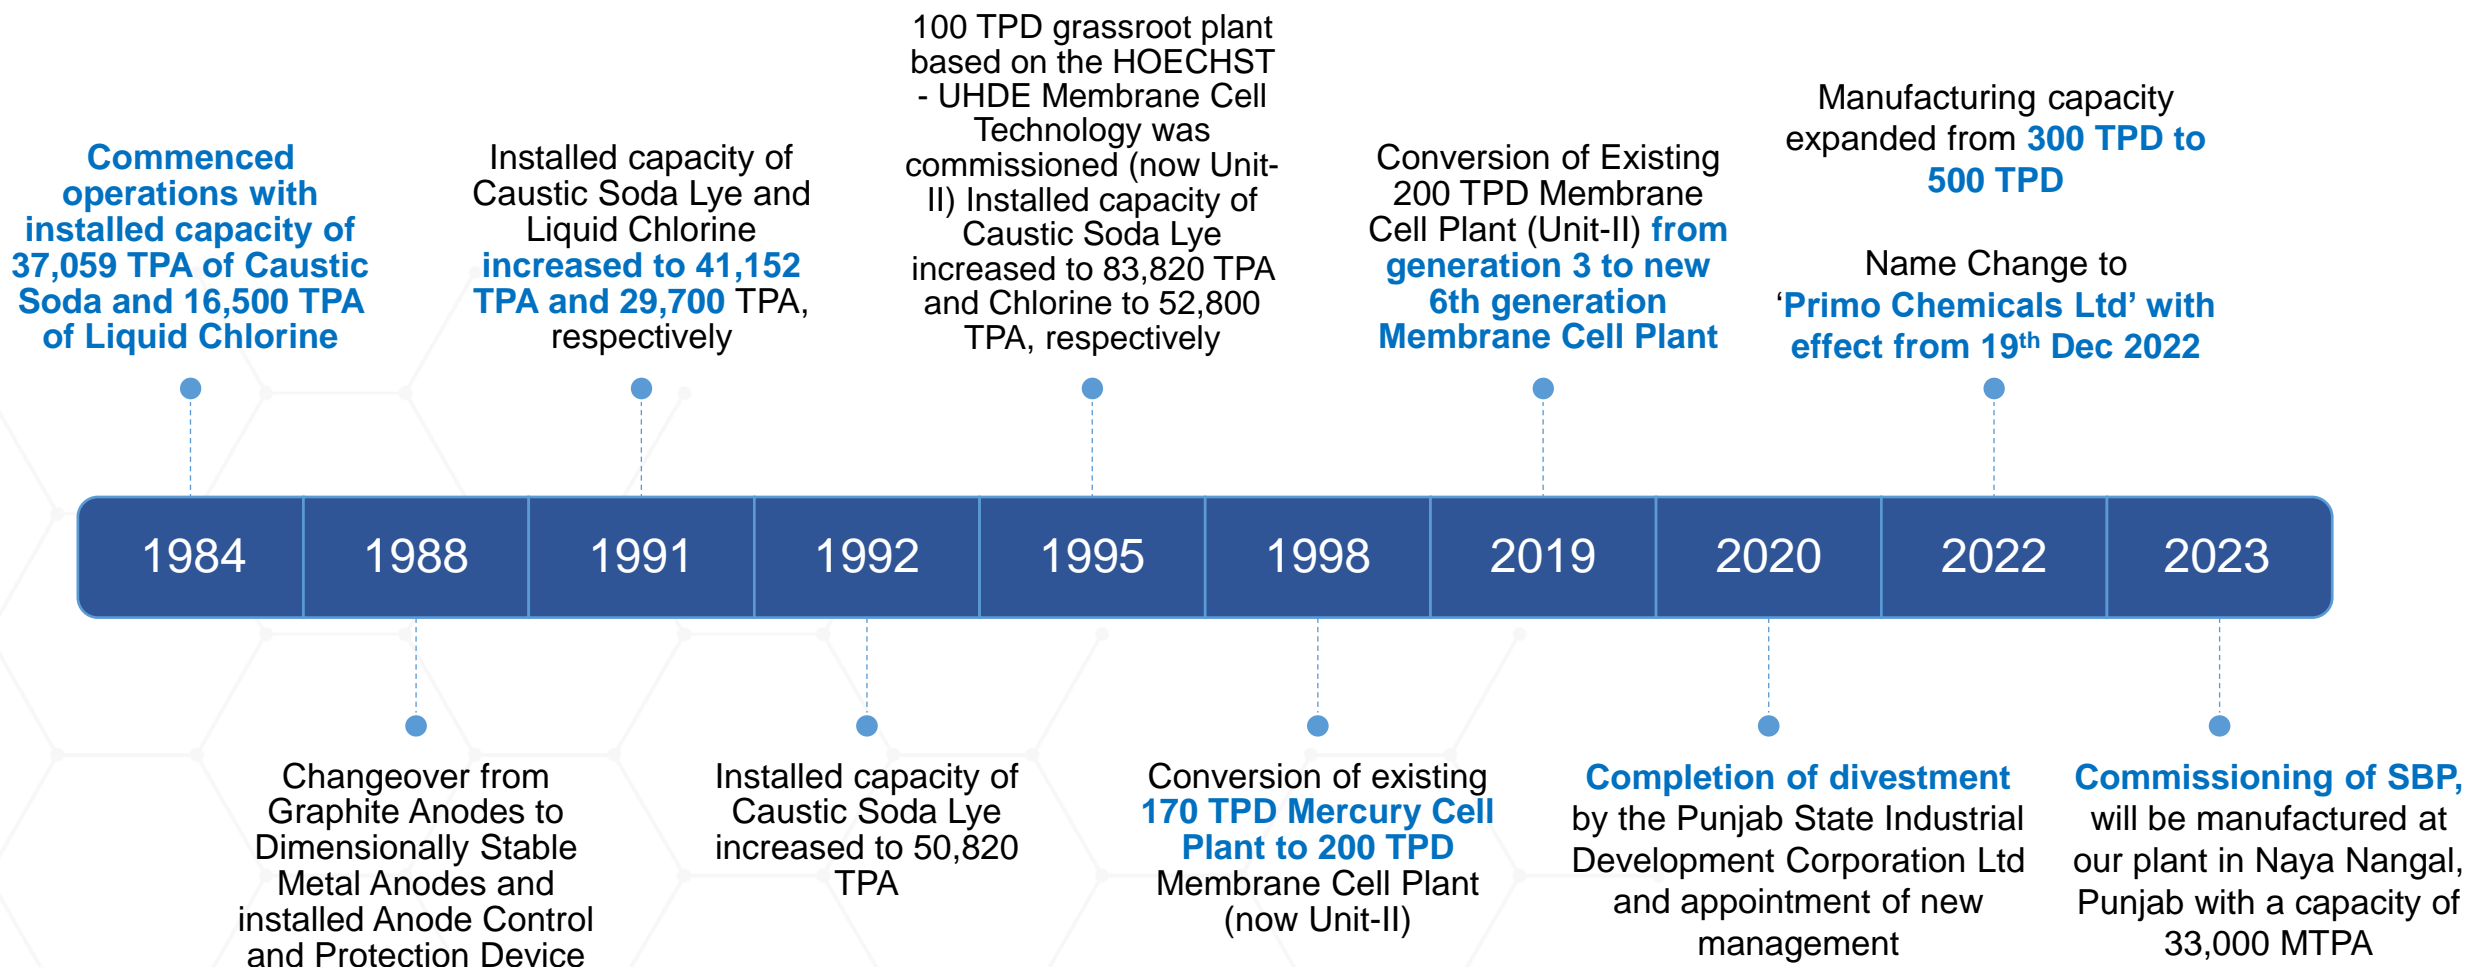 Commenced
operations with
installed capacity of
37,059 TPA of Caustic
Soda and 16,500 TPA
of Liquid Chlorine
Installed capacity of
Caustic Soda Lye and
Liquid Chlorine
increased to 41,152
TPA and 29,700 TPA,
respectively
100 TPD grassroot plant
based on the HOECHST
- UHDE Membrane Cell
Technology was
commissioned (now Unit-
II) Installed capacity of
Caustic Soda Lye
increased to 83,820 TPA
and Chlorine to 52,800
TPA, respectively
Conversion of Existing
200 TPD Membrane
Cell Plant (Unit-II) from
generation 3 to new
6th generation
Membrane Cell Plant
Manufacturing capacity
expanded from 300 TPD to
500 TPD
Name Change to
‘Primo Chemicals Ltd’ with
effect from 19th Dec 2022
1984
1988
1991
1992
1995
1998
2019
2020
2022
2023
Changeover from
Graphite Anodes to
Dimensionally Stable
Metal Anodes and
installed Anode Control
and Protection Device
Installed capacity of
Caustic Soda Lye
increased to 50,820
TPA
Conversion of existing
170 TPD Mercury Cell
Plant to 200 TPD
Membrane Cell Plant
(now Unit-II)
Completion of divestment
by the Punjab State Industrial
Development Corporation Ltd
and appointment of new
management
Commissioning of SBP,
will be manufactured at
our plant in Naya Nangal,
Punjab with a capacity of
33,000 MTPA